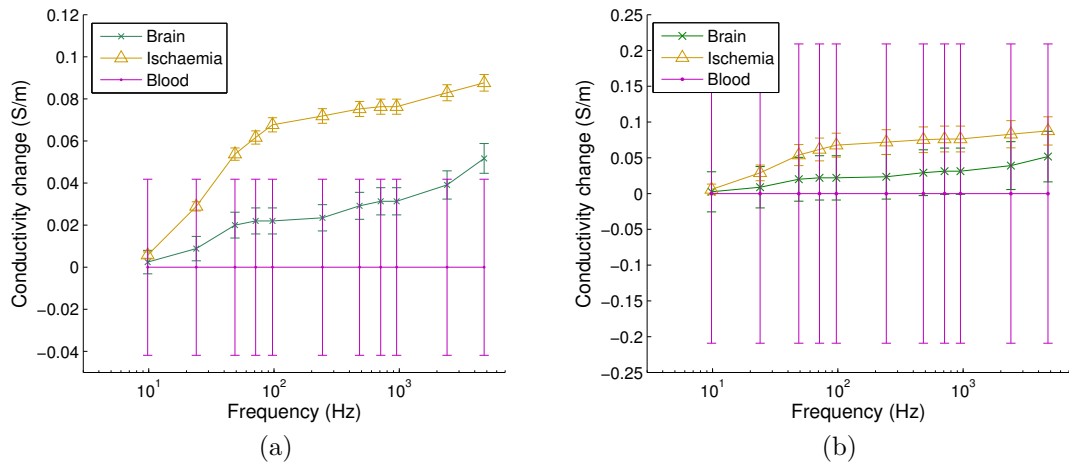 0.12
0.1
0.08
0.06
0.04
0.02
0
−0.02
−0.04
Conductivity change (S/m)
Brain
Ischaemia
Blood
10^1
10^2
10^3
Frequency (Hz)
(a)
0.25
0.2
0.15
0.1
0.05
0
−0.05
−0.1
−0.15
−0.2
−0.25
Conductivity change (S/m)
Brain
Ischemia
Blood
10^1
10^2
10^3
Frequency (Hz)
(b)